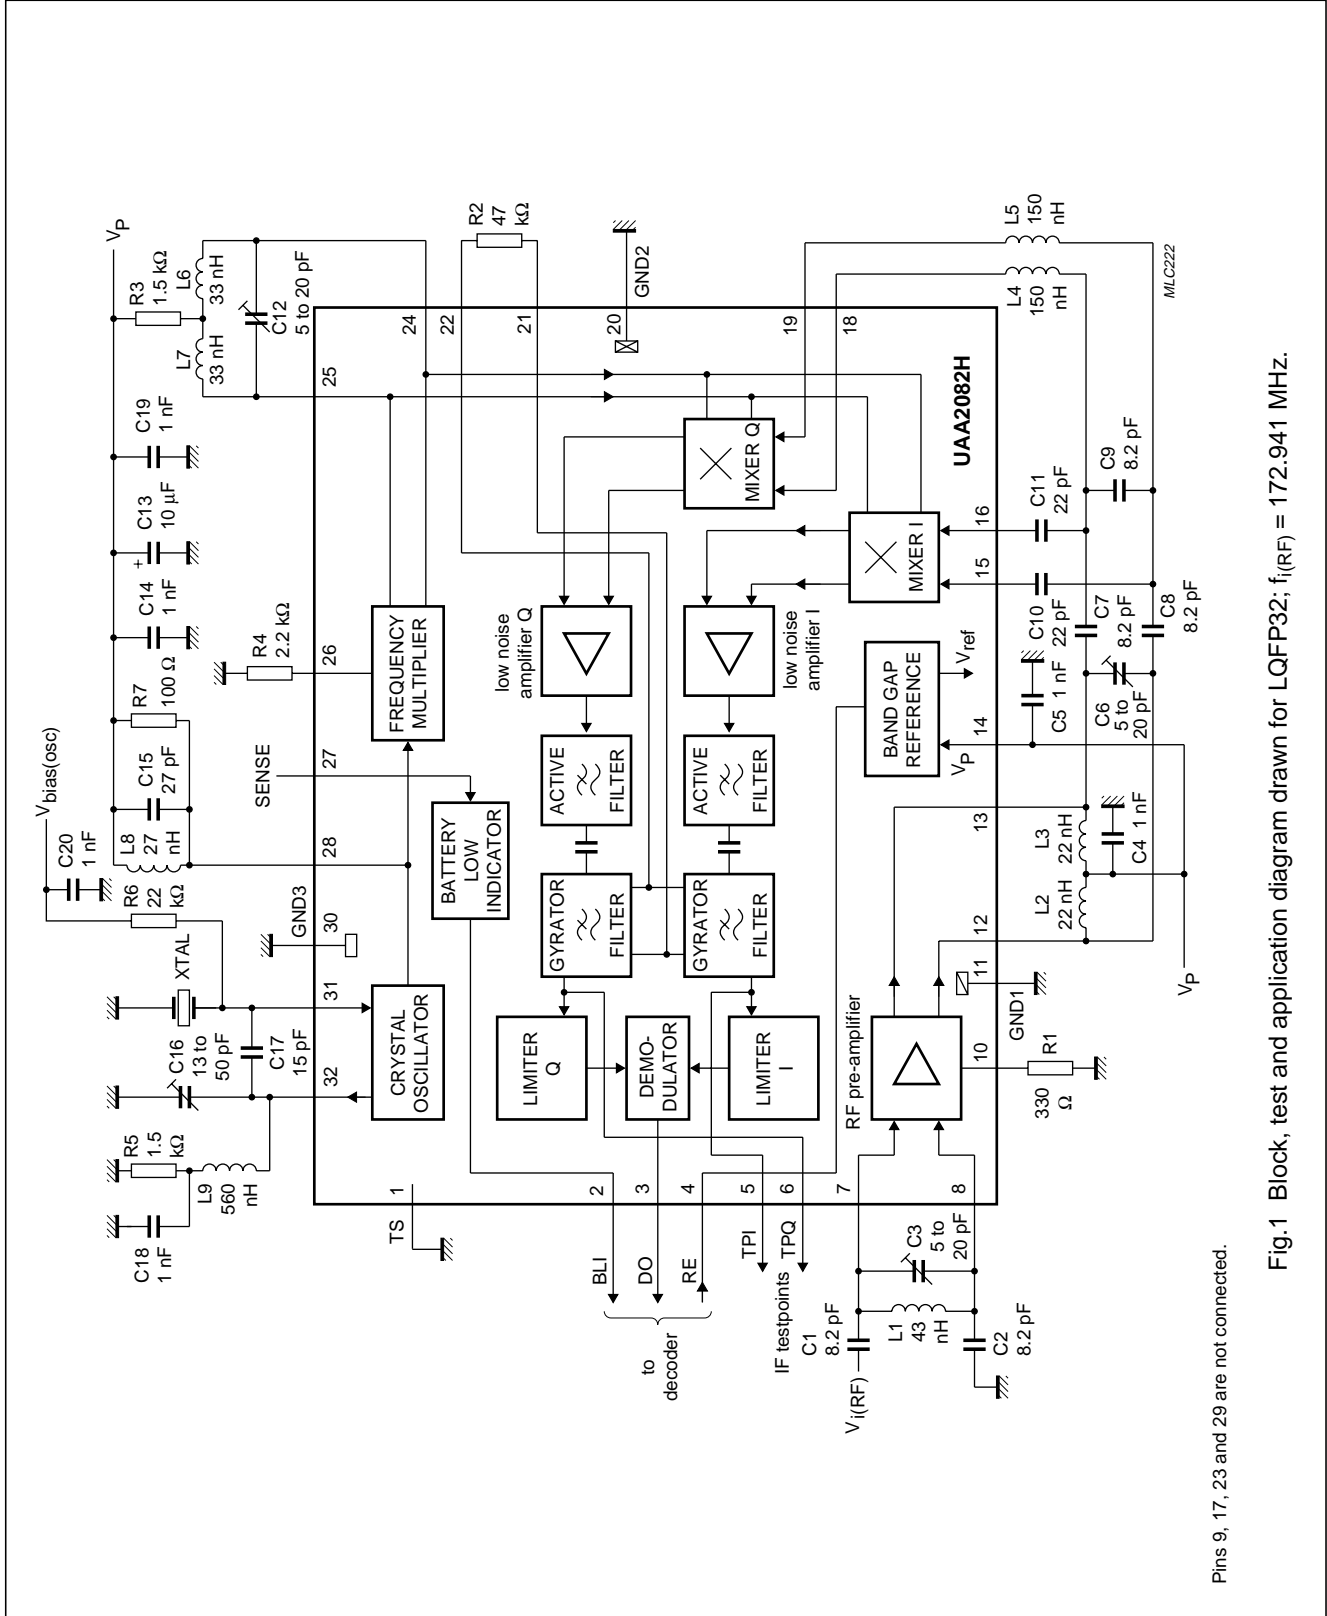 V_bias(osc)
C20
1 nF
R6
22
kΩ
XTAL
C16
13 to
50 pF
C17
15 pF
R5
1.5
kΩ
L9
560
nH
C18
1 nF
V_P
R3
1.5 kΩ
L6
33 nH
L7
33 nH
C12
5 to 20 pF
C19
1 nF
C13
10 µF
+
C14
1 nF
R7
100 Ω
C15
27 pF
L8
27
nH
R4
2.2 kΩ
SENSE
GND3
TS
1
32
31
30
28
27
26
25
24
22
21
20
19
18
R2
47
kΩ
GND2
L5
150
nH
L4
150
nH
CRYSTAL
OSCILLATOR
FREQUENCY
MULTIPLIER
BATTERY
LOW
INDICATOR
low noise
amplifier Q
ACTIVE
FILTER
GYRATOR
FILTER
LIMITER
Q
DEMO-
DULATOR
LIMITER
I
GYRATOR
FILTER
ACTIVE
FILTER
low noise
amplifier I
MIXER Q
MIXER I
UAA2082H
BAND GAP
REFERENCE
V_ref
V_P
RF pre-amplifier
2
3
4
5
6
7
8
10
11
12
13
14
15
16
BLI
DO
RE
TPI
TPQ
to
decoder
IF testpoints
C1
8.2 pF
V_i(RF)
L1
43
nH
C3
5 to
20 pF
C2
8.2 pF
R1
330
Ω
GND1
L2
22 nH
L3
22 nH
C4 1 nF
V_P
C5 1 nF
C6
5 to
20 pF
C7
8.2 pF
C8
8.2 pF
C10
22 pF
C11
22 pF
C9
8.2 pF
MLC222
Pins 9, 17, 23 and 29 are not connected.
Fig.1 Block, test and application diagram drawn for LQFP32; f_i(RF) = 172.941 MHz.